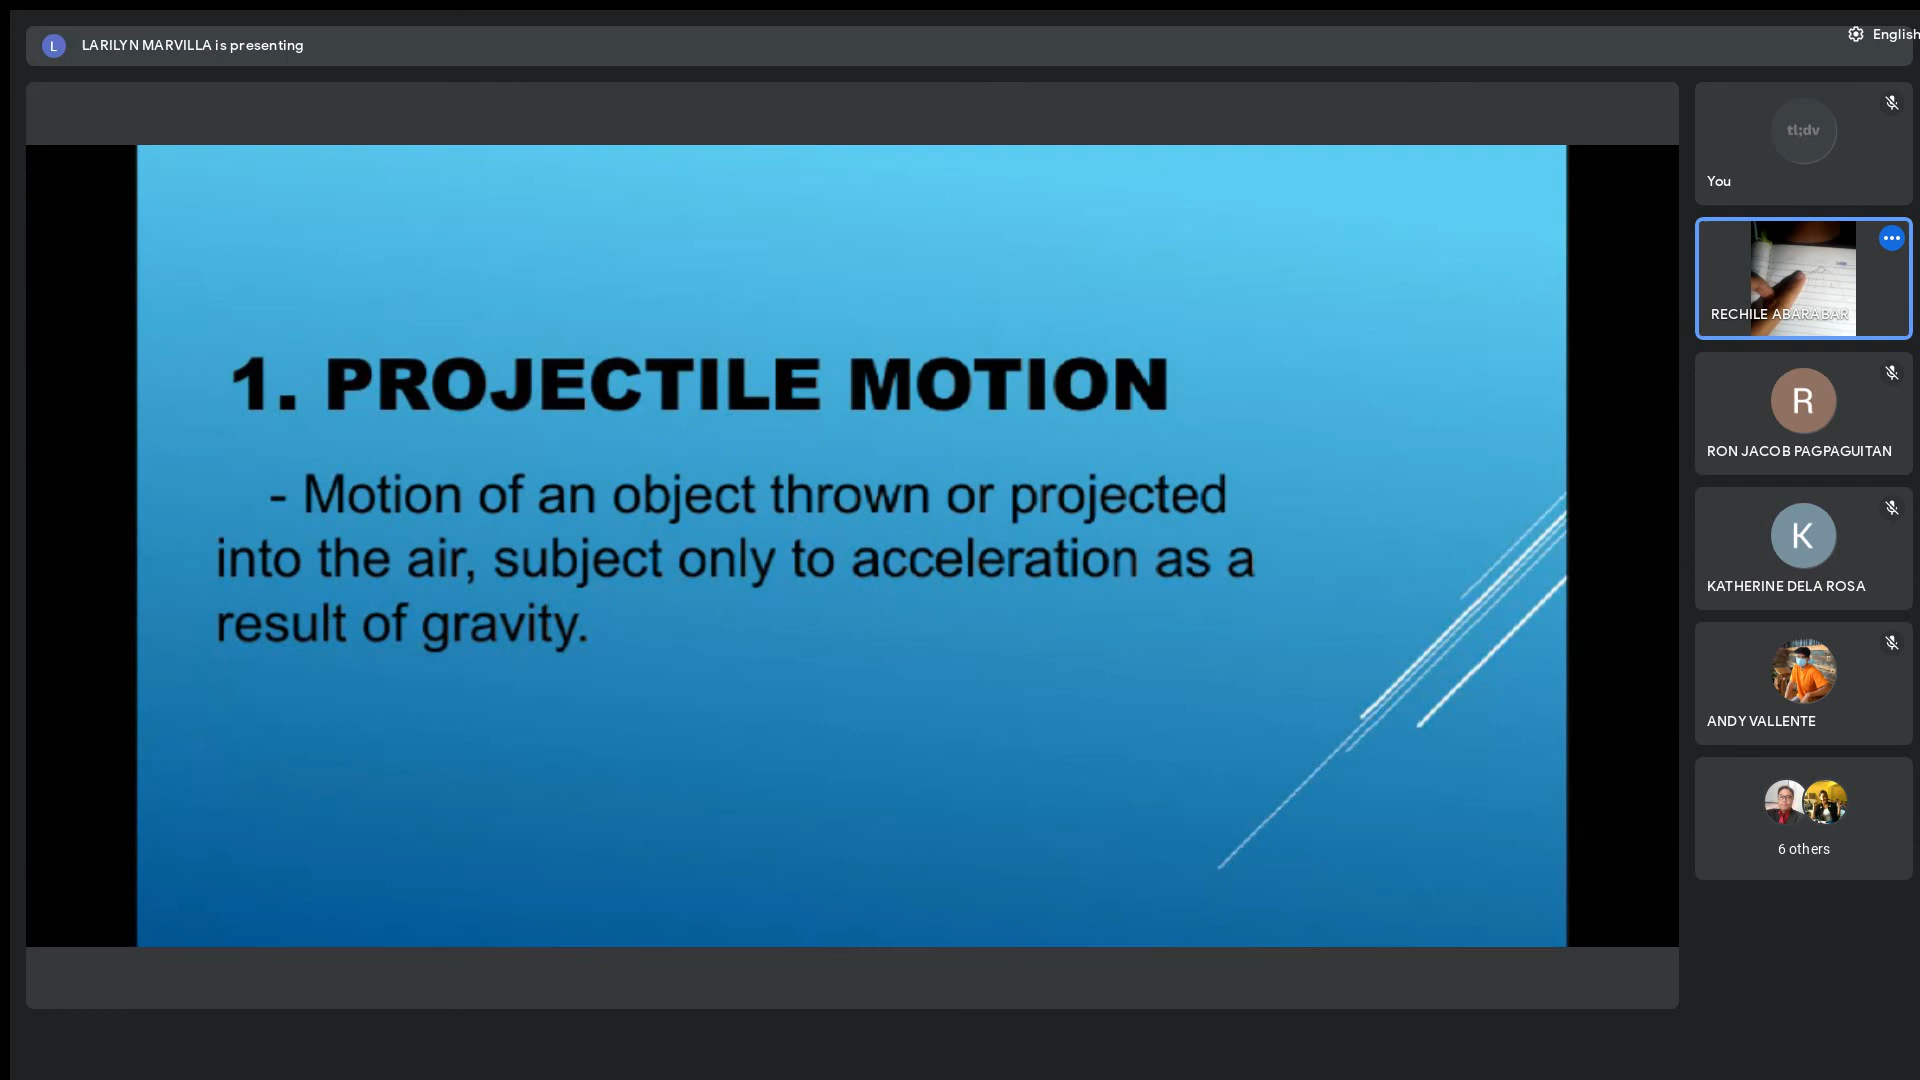 L LARILYN MARVILLA is presenting
English
1. PROJECTILE MOTION
- Motion of an object thrown or projected
into the air, subject only to acceleration as a
result of gravity.
tl;dv
You
RECHILE ABARABAR
R
RON JACOB PAGPAGUITAN
K
KATHERINE DELA ROSA
ANDY VALLENTE
6 others